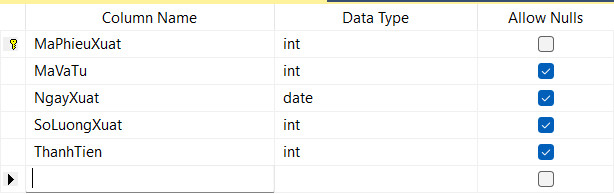 Column Name Data Type Allow Nulls
MaPhieuXuat int
MaVaTu int
NgayXuat date
SoLuongXuat int
ThanhTien int